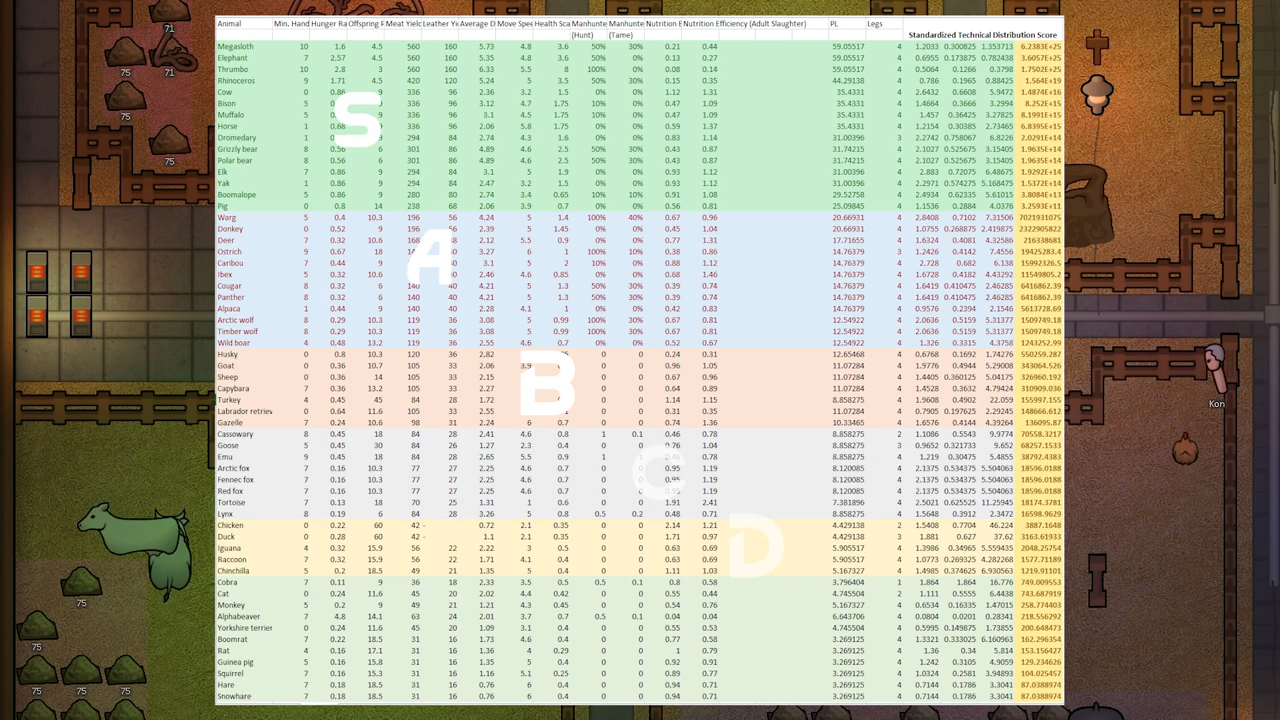 Animal Min. Hand Hunger Ra Offspring F Meat Yield Leather Yi Average D Move Spee Health Sca Manhunte Manhunte Nutrition E Nutrition Efficiency (Adult Slaughter) PL Legs
(Hunt) (Tame) Standardized Technical Distribution Score
Megasloth 10 1.6 4.5 560 160 5.73 4.8 3.6 50% 30% 0.21 0.44 59.05517 4 1.2033 0.300825 1.353713 6.2383E+25
Elephant 7 2.57 4.5 560 160 5.35 4.8 3.6 50% 0% 0.13 0.27 59.05517 4 0.6955 0.173875 0.782438 3.6057E+25
Thrumbo 10 2.8 3 560 160 6.33 5.5 8 100% 0% 0.08 0.14 59.05517 4 0.5064 0.1266 0.3798 1.7502E+25
Rhinoceros 9 1.71 4.5 420 120 5.24 5 3.5 50% 0% 0.15 0.35 44.29138 4 0.786 0.1965 0.88425 1.564E+19
Cow 0 0.86 9 336 96 2.36 3.2 1.5 0% 0% 1.12 1.31 35.4331 4 2.6432 0.6608 5.9472 1.4874E+16
Bison 5 9 336 96 3.12 4.7 1.75 10% 0% 0.47 1.09 35.4331 4 1.4664 0.3666 3.2994 8.252E+15
Muffalo 5 336 96 3.1 4.5 1.75 10% 0% 0.47 1.09 35.4331 4 1.457 0.36425 3.27825 8.1991E+15
Horse 1 0.68 9 336 96 2.06 5.8 1.75 0% 0% 0.59 1.37 35.4331 4 1.2154 0.30385 2.73465 6.8395E+15
Dromedary 3 9 294 84 2.74 4.3 1.6 0% 0% 0.83 1.14 31.00396 3 2.2742 0.758067 6.8226 2.0291E+14
Grizzly bear 8 0.56 6 301 86 4.89 4.6 2.5 50% 0% 0.43 0.87 31.74215 4 2.1027 0.525675 3.15405 1.9635E+14
Polar bear 8 0.56 6 301 86 4.89 4.6 2.5 50% 0% 0.43 0.87 31.74215 4 2.1027 0.525675 3.15405 1.9635E+14
Elk 7 0.86 9 294 84 3.1 5 1.9 0% 0% 0.93 1.12 31.00396 4 2.883 0.72075 6.48675 1.9292E+14
Yak 1 0.86 9 294 84 2.47 3.2 1.5 0% 0% 0.93 1.12 31.00396 4 2.2971 0.574275 5.168475 1.5372E+14
Boomalope 5 0.86 9 280 80 2.74 3.4 0.65 10% 10% 0.91 1.08 29.52758 4 2.4934 0.62335 5.61015 3.8084E+13
Pig 0 0.8 14 238 68 2.06 3.9 0.7 0% 0% 0.56 0.81 25.09845 4 1.1536 0.2884 4.0376 3.2593E+11
Warg 5 0.4 10.3 196 56 4.24 5 1.4 100% 40% 0.67 0.96 20.66931 4 2.8408 0.7102 7.31506 7021931075
Donkey 0 0.52 9 196 56 2.39 5 1.45 0% 0% 0.45 1.04 20.66931 4 1.0755 0.268875 2.419875 2322905822
Deer 7 0.32 10.6 168 2.12 5.5 0.9 0% 0% 0.77 1.31 17.71655 4 1.6324 0.4081 4.32586 216338681
Ostrich 9 0.67 18 3.27 6 1 100% 10% 0.38 0.86 14.76379 3 1.2426 0.4142 7.4556 19425283.4
Caribou 7 0.44 9 3.1 5 2 10% 0% 0.88 1.12 14.76379 4 2.728 0.682 6.138 15992326.5
Ibex 5 0.32 10.6 2.46 4.6 0.85 0% 0% 0.68 1.46 14.76379 4 1.6728 0.4182 4.43292 11549805.2
Cougar 8 0.32 6 140 40 4.21 5 1.3 50% 30% 0.39 0.74 14.76379 4 1.6419 0.410475 2.46285 6416862.39
Panther 8 0.32 6 140 40 4.21 5 1.3 50% 30% 0.39 0.74 14.76379 4 1.6419 0.410475 2.46285 6416862.39
Alpaca 1 0.44 9 140 40 2.28 4.1 1 0% 0% 0.42 0.83 14.76379 4 0.9576 0.2394 2.1546 5613728.69
Arctic wolf 8 0.29 10.3 119 36 3.08 5 0.99 100% 30% 0.67 0.81 12.54922 4 2.0636 0.5159 5.31377 1509749.18
Timber wolf 8 0.29 10.3 119 36 3.08 5 0.99 100% 30% 0.67 0.81 12.54922 4 2.0636 0.5159 5.31377 1509749.18
Wild boar 4 0.48 13.2 119 36 2.55 4.6 0.7 0% 0% 0.52 0.67 12.54922 4 1.326 0.3315 4.3758 1243252.99
Husky 0 0.8 10.3 120 36 2.82 0 0 0.24 0.31 12.65468 4 0.6768 0.1692 1.74276 550259.287
Goat 0 0.36 10.7 105 33 2.06 3.9 0 0 0.96 1.05 11.07284 4 1.9776 0.4944 5.29008 343064.526
Sheep 0 0.36 14 105 33 2.15 0 0 0.67 0.96 11.07284 4 1.4405 0.360125 5.04175 326960.192
Capybara 7 0.36 13.2 105 33 2.27 0 0 0.64 0.89 11.07284 4 1.4528 0.3632 4.79424 310909.036
Turkey 4 0.45 45 84 28 1.72 0 0 1.14 1.15 8.858275 4 1.9608 0.4902 22.059 155997.155
Labrador retriev 0 0.64 11.6 105 33 2.55 0 0 0.31 0.35 11.07284 4 0.7905 0.197625 2.29245 148666.612
Gazelle 7 0.24 10.6 98 31 2.24 6 0.7 0 0 0.74 1.36 10.33465 4 1.6576 0.4144 4.39264 136095.87
Cassowary 8 0.45 18 84 28 2.41 4.6 0.8 1 0.1 0.46 0.78 8.858275 2 1.1086 0.5543 9.9774 70558.3217
Goose 5 0.45 30 84 26 1.27 2.3 0.4 0 0 0.76 1.04 8.858275 3 0.9652 0.321733 9.652 68257.1533
Emu 9 0.45 18 84 28 2.65 5.5 0.9 1 0.78 8.858275 4 1.219 0.30475 5.4855 38792.4383
Arctic fox 7 0.16 10.3 77 27 2.25 4.6 0.7 0 0 0.95 1.19 8.120085 4 2.1375 0.534375 5.504063 18596.0188
Fennec fox 7 0.16 10.3 77 27 2.25 4.6 0.7 0 0 0.95 1.19 8.120085 4 2.1375 0.534375 5.504063 18596.0188
Red fox 7 0.16 10.3 77 27 2.25 4.6 0.7 0 0 0.95 1.19 8.120085 4 2.1375 0.534375 5.504063 18596.0188
Tortoise 7 0.13 18 70 25 1.31 1 0.6 0 0 1.91 2.41 7.381896 4 2.5021 0.625525 11.25945 18174.3781
Lynx 8 0.19 6 84 28 3.26 5 0.8 0.5 0.2 0.48 0.71 8.858275 4 1.5648 0.3912 2.3472 16598.9629
Chicken 0 0.22 60 42 - 0.72 2.1 0.35 0 0 2.14 1.21 4.429138 2 1.5408 0.7704 46.224 3887.1648
Duck 0 0.28 60 42 - 1.1 2.1 0.35 0 0 1.71 0.97 4.429138 3 1.881 0.627 37.62 3163.61933
Iguana 4 0.32 15.9 56 22 2.22 3 0.5 0 0 0.63 0.69 5.905517 4 1.3986 0.34965 5.559435 2048.25754
Raccoon 7 0.32 15.9 56 22 1.71 4.1 0.4 0 0 0.63 0.69 5.905517 4 1.0773 0.269325 4.282268 1577.71189
Chinchilla 5 0.2 18.5 49 21 1.35 5 0.4 0 0 1.11 1.03 5.167327 4 1.4985 0.374625 6.930563 1219.91101
Cobra 7 0.11 9 36 18 2.33 3.5 0.5 0.5 0.1 0.8 0.58 3.796404 1 1.864 1.864 16.776 749.009553
Cat 0 0.24 11.6 45 20 2.02 4.4 0.42 0 0 0.55 0.44 4.745504 2 1.111 0.5555 6.4438 743.687919
Monkey 5 0.2 9 49 21 1.21 4.3 0.45 0 0 0.54 0.76 5.167327 4 0.6534 0.16335 1.47015 258.774403
Alphabeaver 7 4.8 14.1 63 24 2.01 3.7 0.7 0.5 0.1 0.04 0.04 6.643706 4 0.0804 0.0201 0.28341 218.556292
Yorkshire terrier 0 0.24 11.6 45 20 1.09 3.1 0.4 0 0 0.55 0.53 4.745504 4 0.5995 0.149875 1.73855 200.648473
Boomrat 7 0.22 18.5 31 16 1.73 4.6 0.4 0 0 0.77 0.58 3.269125 4 1.3321 0.333025 6.160963 162.296354
Rat 4 0.16 17.1 31 16 1.36 4 0.29 0 0 1 0.79 3.269125 4 1.36 0.34 5.814 153.156427
Guinea pig 5 0.16 15.8 31 16 1.35 5 0.4 0 0 0.92 0.91 3.269125 4 1.242 0.3105 4.9059 129.234626
Squirrel 7 0.16 15.3 31 16 1.16 5.1 0.25 0 0 0.89 0.77 3.269125 4 1.0324 0.2581 3.94893 104.025457
Hare 7 0.18 18.5 31 16 0.76 6 0.4 0 0 0.94 0.71 3.269125 4 0.7144 0.1786 3.3041 87.0388974
Snowhare 7 0.18 18.5 31 16 0.76 6 0.4 0 0 0.94 0.71 3.269125 4 0.7144 0.1786 3.3041 87.0388974
S
A
B
C
D
71
75
71
75
75
Kon
75
75
75
75
75